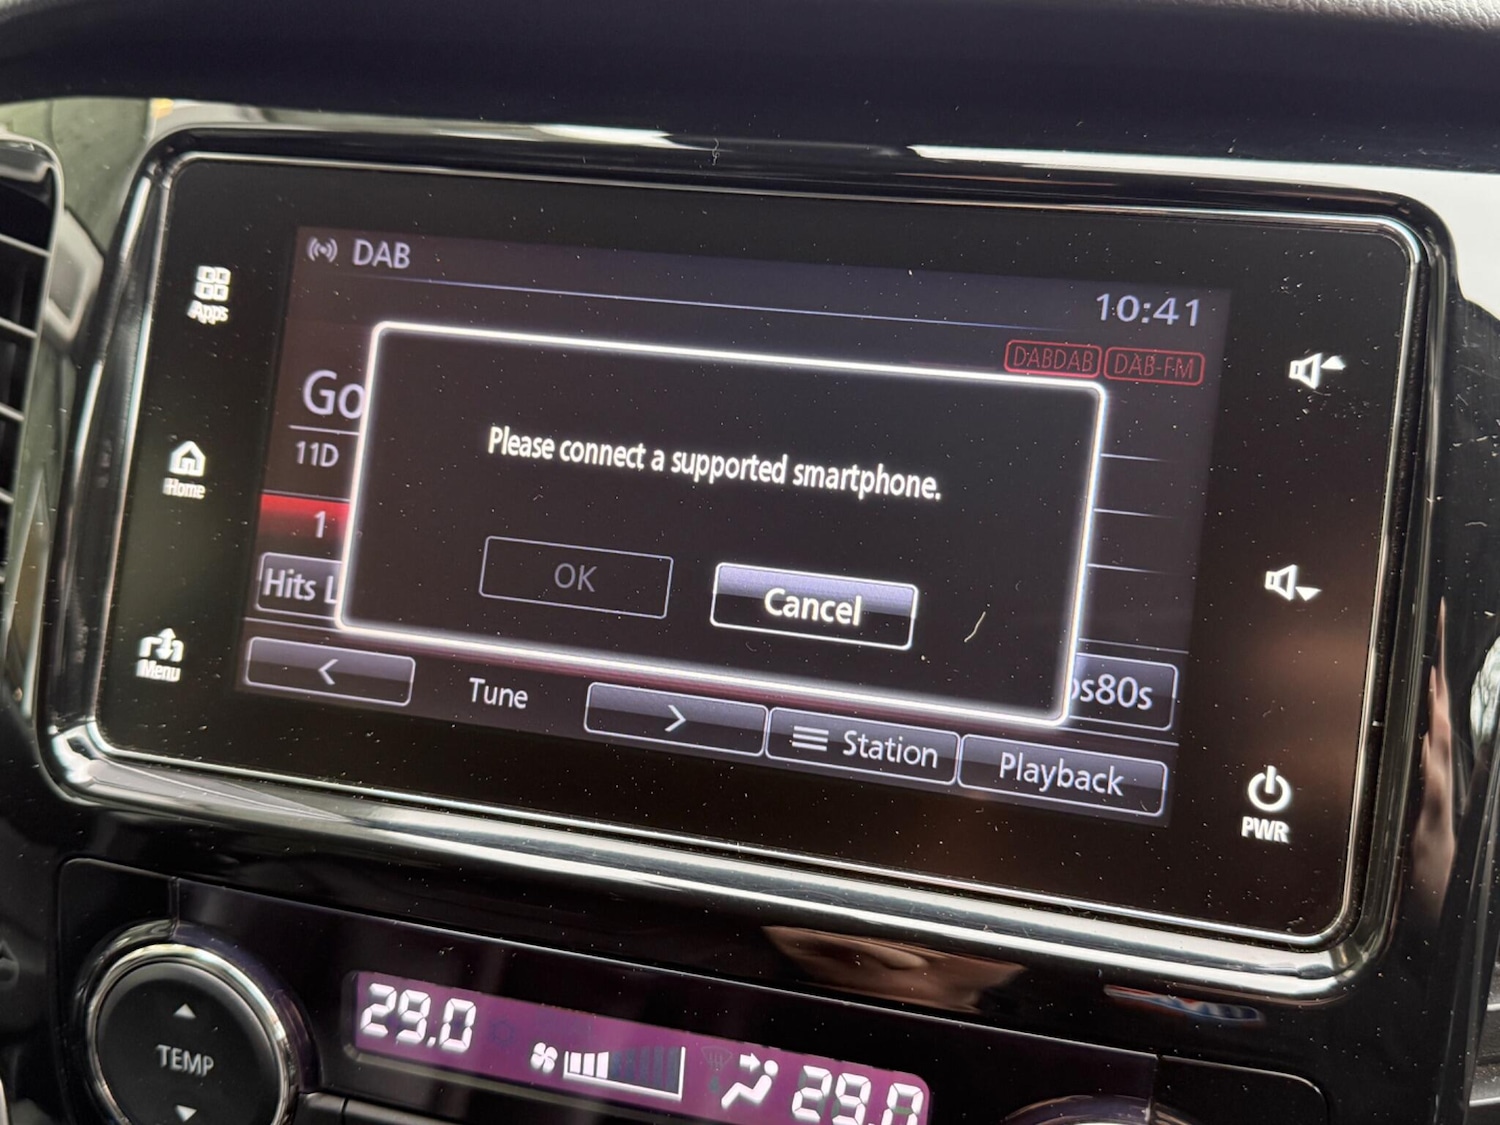 DAB
10:41
DABDAB DAB-FM
Apps
Go
11D
Please connect a supported smartphone.
Home
1
OK
Cancel
Hits
Menu
Tune
s80s
Station
Playback
PWR
29.0
TEMP
29.0